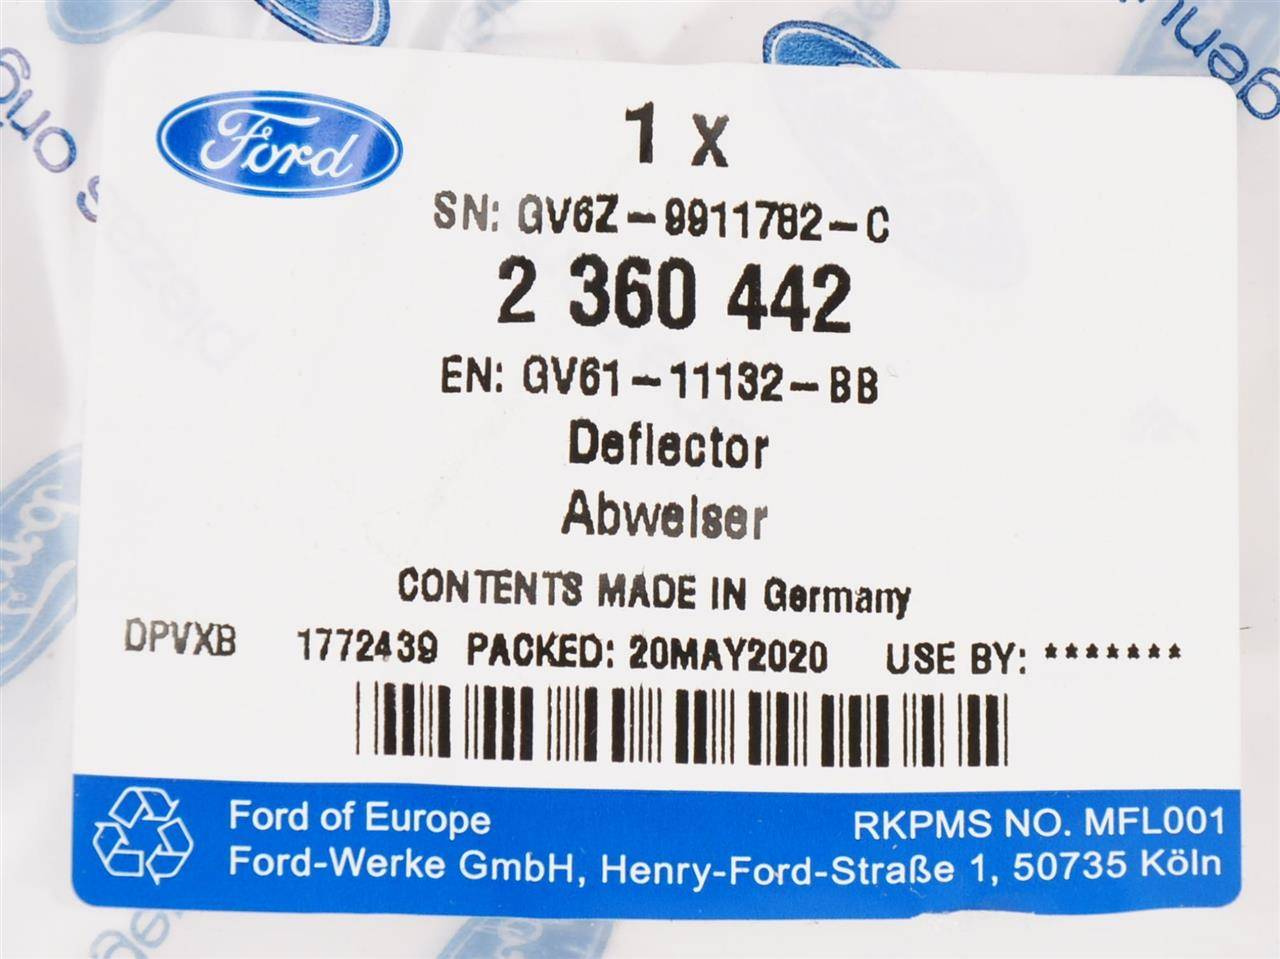 Ford
1 x
SN: GV6Z-9911782-C
2 360 442
EN: GV61-11132-BB
Deflector
Abweiser
CONTENTS MADE IN Germany
DPVXB 1772439 PACKED: 20MAY2020 USE BY: *******
Ford of Europe RKPMS NO. MFL001
Ford-Werke GmbH, Henry-Ford-Straße 1, 50735 Köln